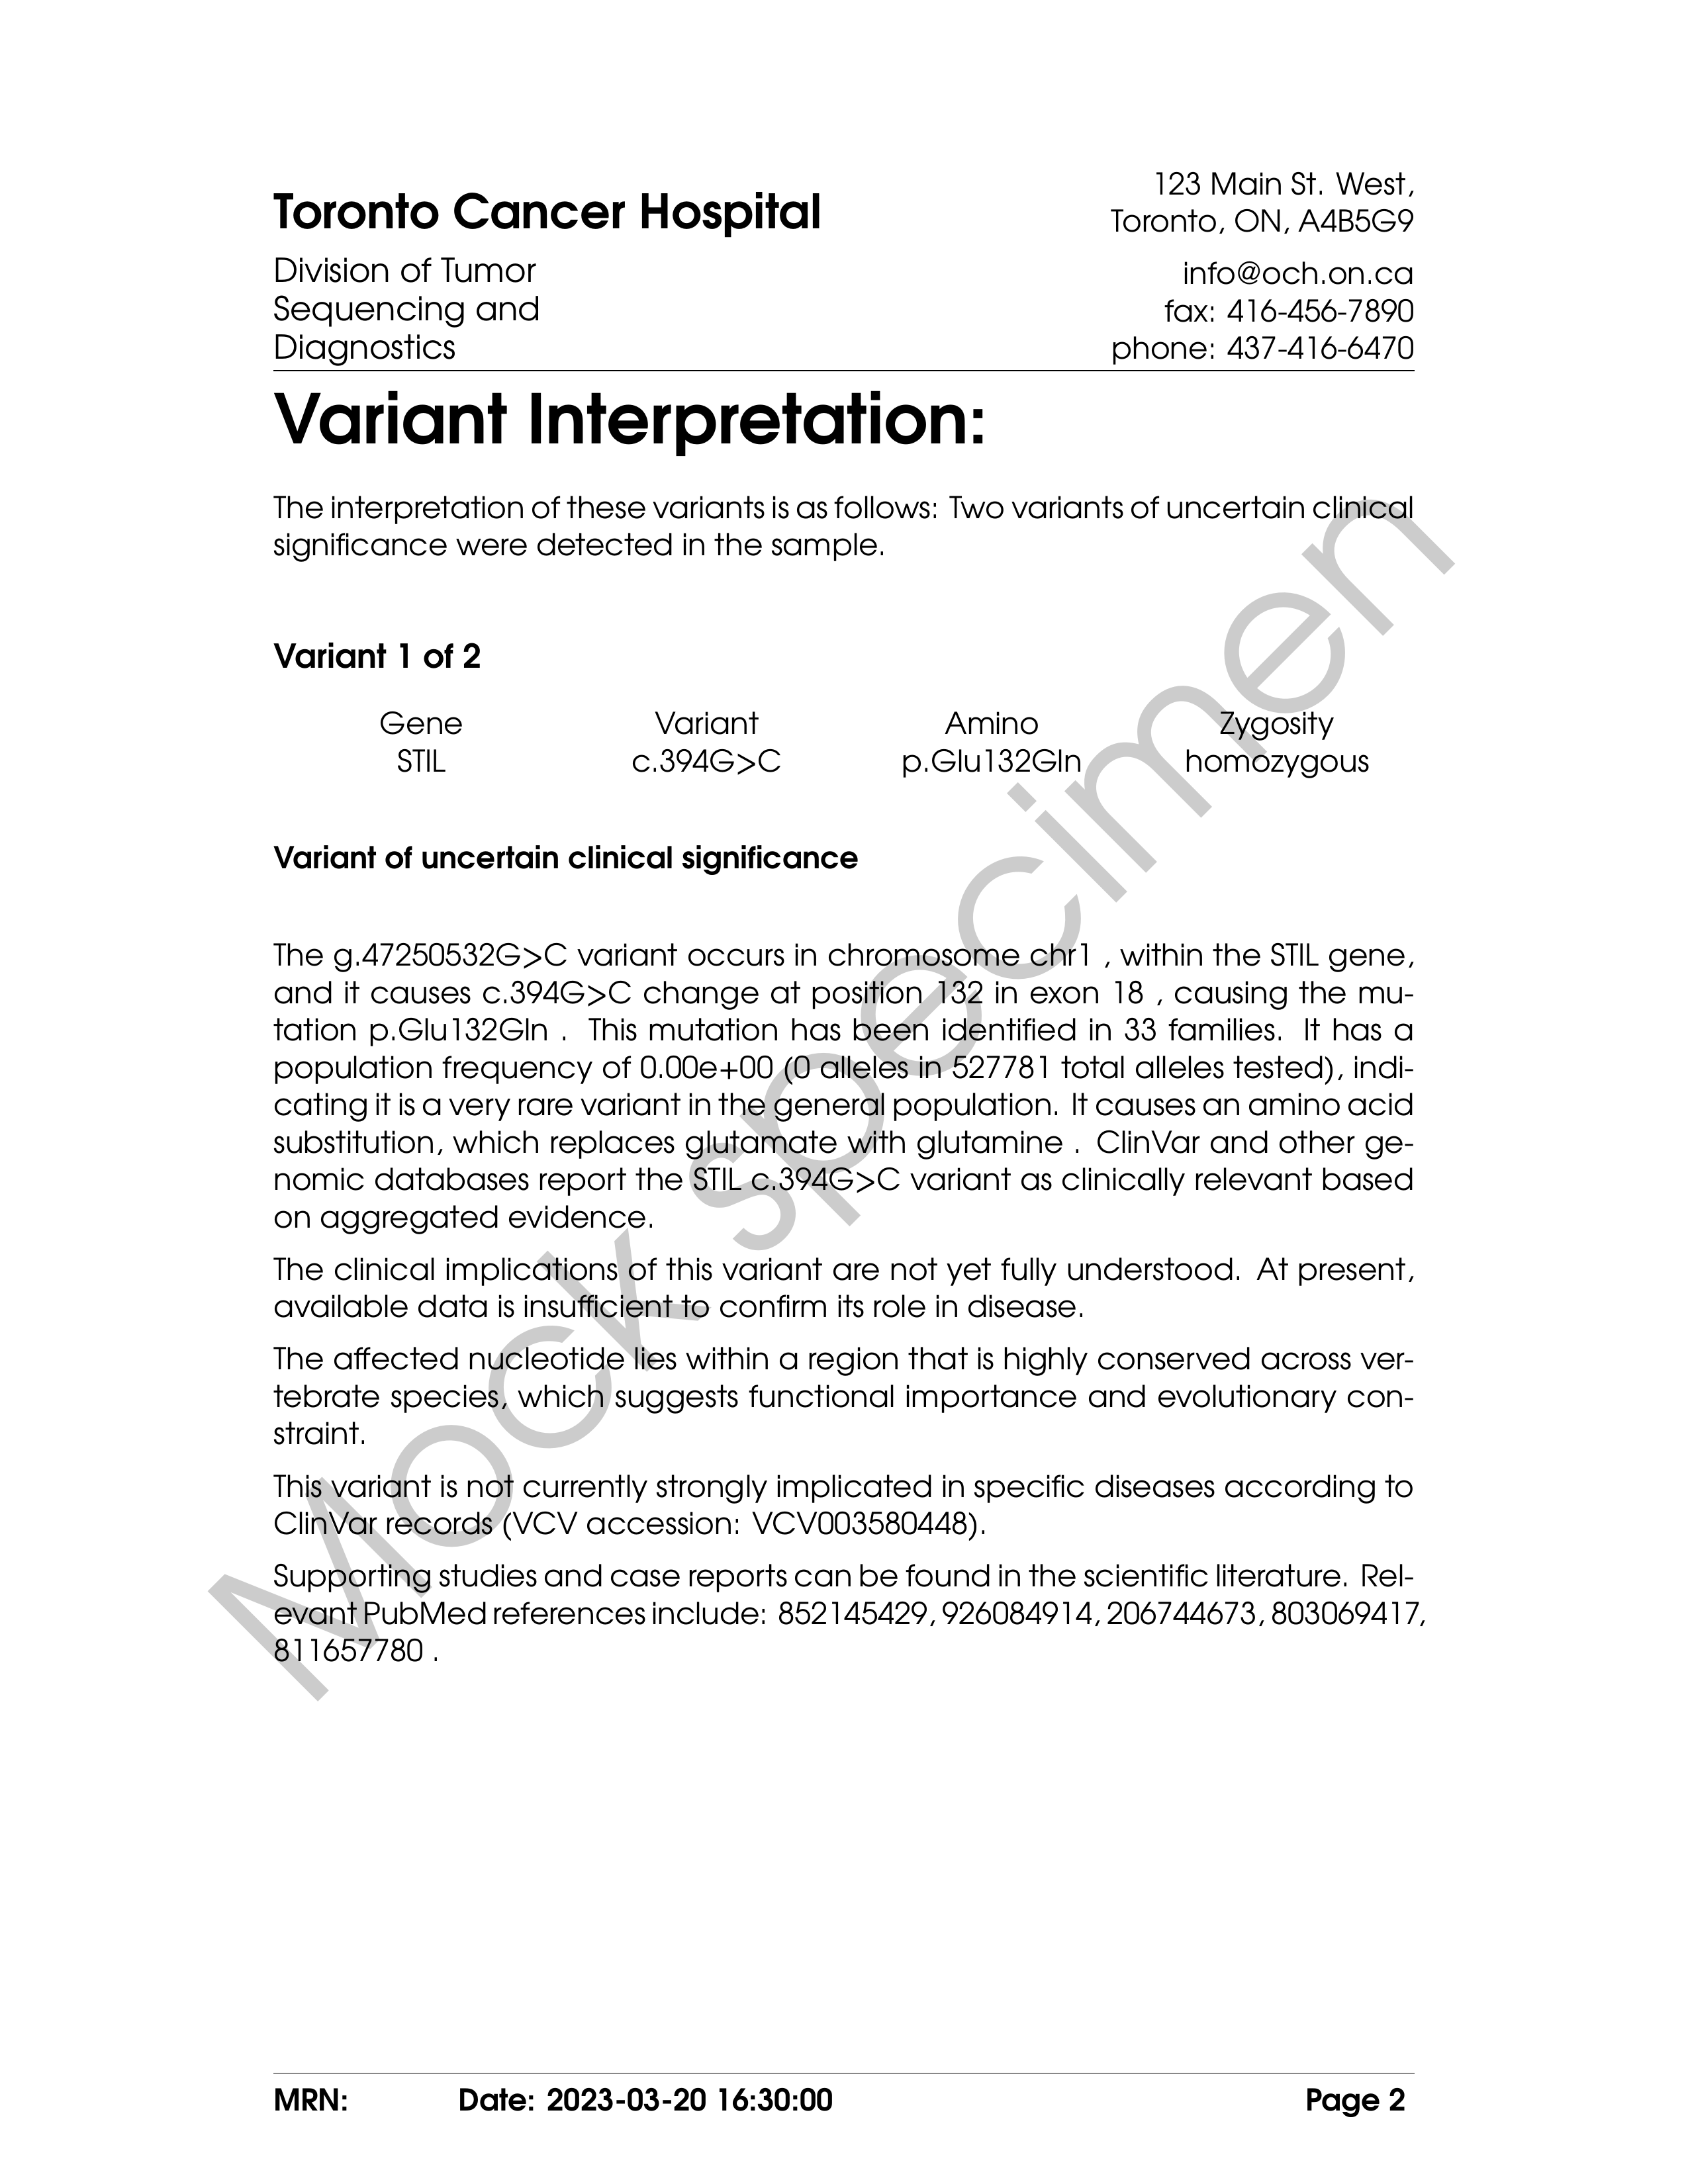 Toronto Cancer Hospital
Division of Tumor
Sequencing and
Diagnostics
123 Main St. West,
Toronto, ON, A4B5G9
info@och.on.ca
fax: 416-456-7890
phone: 437-416-6470
Variant Interpretation:
The interpretation of these variants is as follows: Two variants of uncertain clinical
significance were detected in the sample.
Variant 1 of 2
Gene Variant Amino Zygosity
STIL c.394G>C p.Glu132Gln homozygous
Variant of uncertain clinical significance
The g.47250532G>C variant occurs in chromosome chr1 , within the STIL gene,
and it causes c.394G>C change at position 132 in exon 18 , causing the mu-
tation p.Glu132Gln . This mutation has been identified in 33 families. It has a
population frequency of 0.00e+00 (0 alleles in 527781 total alleles tested), indi-
cating it is a very rare variant in the general population. It causes an amino acid
substitution, which replaces glutamate with glutamine . ClinVar and other ge-
nomic databases report the STIL c.394G>C variant as clinically relevant based
on aggregated evidence.
The clinical implications of this variant are not yet fully understood. At present,
available data is insufficient to confirm its role in disease.
The affected nucleotide lies within a region that is highly conserved across ver-
tebrate species, which suggests functional importance and evolutionary con-
straint.
This variant is not currently strongly implicated in specific diseases according to
ClinVar records (VCV accession: VCV003580448).
Supporting studies and case reports can be found in the scientific literature. Rel-
evant PubMed references include: 852145429, 926084914, 206744673, 803069417,
811657780 .
Mock specimen
MRN: Date: 2023-03-20 16:30:00 Page 2